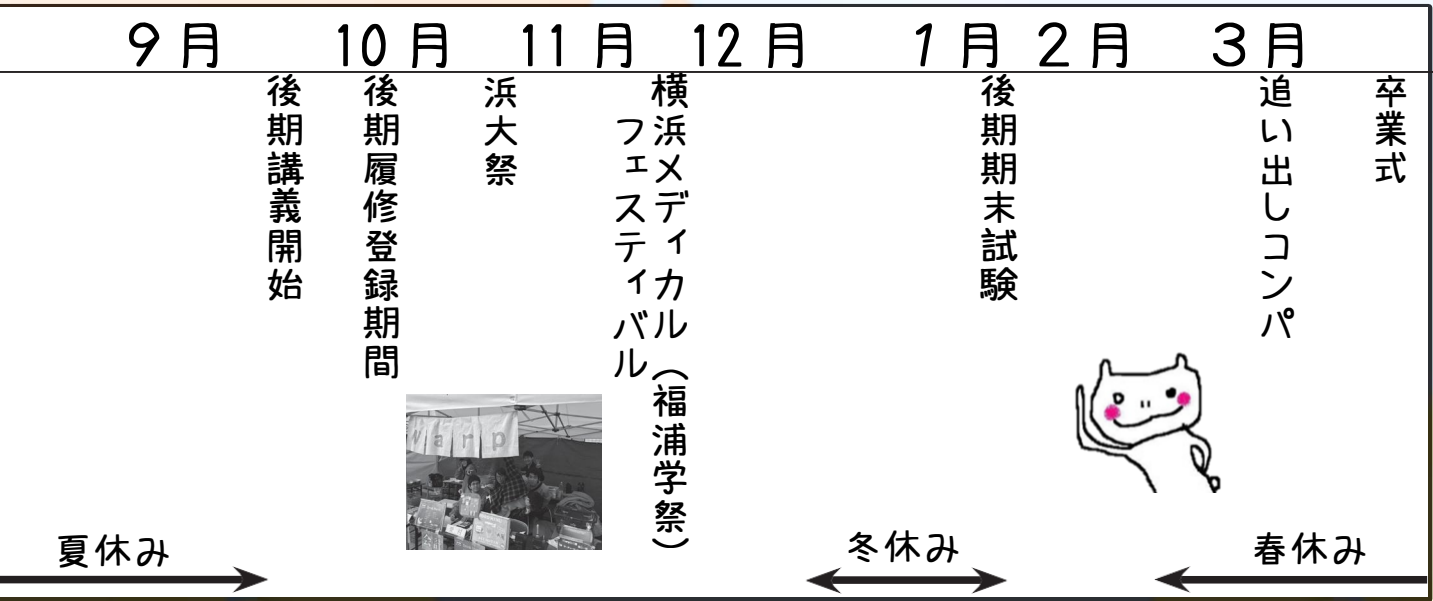 9月
10月
11月
12月
1月
2月
3月
後期講義開始
後期履修登録期間
浜大祭
横浜メディカル（福浦学祭）
フェスティバル
後期期末試験
追い出しコンパ
卒業式
Warp
夏休み
冬休み
春休み